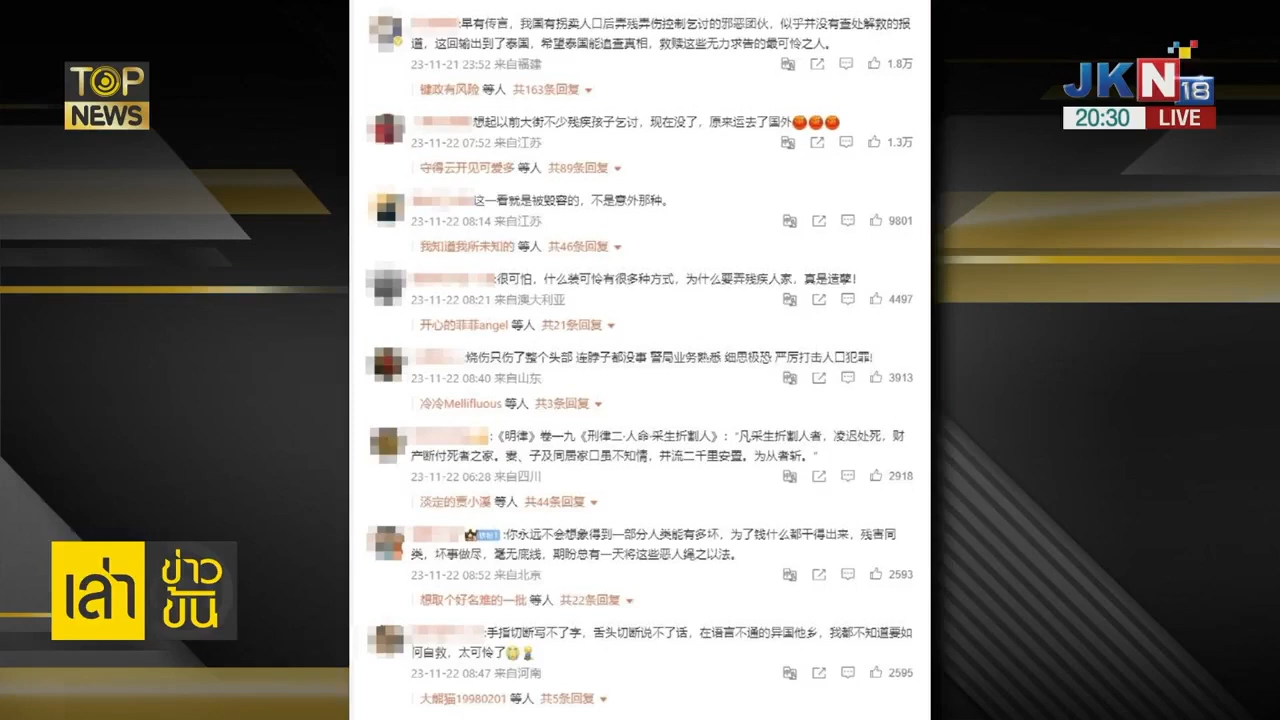 TOP
NEWS
JKN18
20:30 LIVE
เล่า
ข่าว
ข้น
:早有传言，我国有拐卖人口后弄残弄伤控制乞讨的邪恶团伙，似乎并没有查处解救的报
道，这回输出到了泰国，希望泰国能追查真相，救赎这些无力求告的最可怜之人。
23-11-21 23:52 来自福建 1.8万
键政有风险 等人 共163条回复
想起以前大街不少残疾孩子乞讨，现在没了，原来运去了国外
23-11-22 07:52 来自江苏 1.3万
守得云开见可爱多 等人 共89条回复
这一看就是被毁容的，不是意外那种。
23-11-22 08:14 来自江苏 9801
我知道我所未知的 等人 共46条回复
:很可怕，什么装可怜有很多种方式，为什么要弄残疾人家，真是造孽！
23-11-22 08:21 来自澳大利亚 4497
开心的菲菲angel 等人 共21条回复
烧伤只伤了整个头部 连脖子都没事 警局业务熟悉 细思极恐 严厉打击人口犯罪!
23-11-22 08:40 来自山东 3913
冷冷Mellifluous 等人 共3条回复
:《明律》卷一九《刑律二·人命·采生折割人》：“凡采生折割人者，凌迟处死，财
产断付死者之家。妻、子及同居家口虽不知情，并流二千里安置。为从者斩。”
23-11-22 06:28 来自四川 2918
淡定的贾小溪 等人 共44条回复
:你永远不会想象得到一部分人类能有多坏，为了钱什么都干得出来，残害同
类，坏事做尽，毫无底线，期盼总有一天将这些恶人绳之以法。
23-11-22 08:52 来自北京 2593
想取个好名难的一批 等人 共22条回复
:手指切断写不了字，舌头切断说不了话，在语言不通的异国他乡，我都不知道要如
何自救，太可怜了
23-11-22 08:47 来自河南 2595
大熊猫19980201 等人 共5条回复